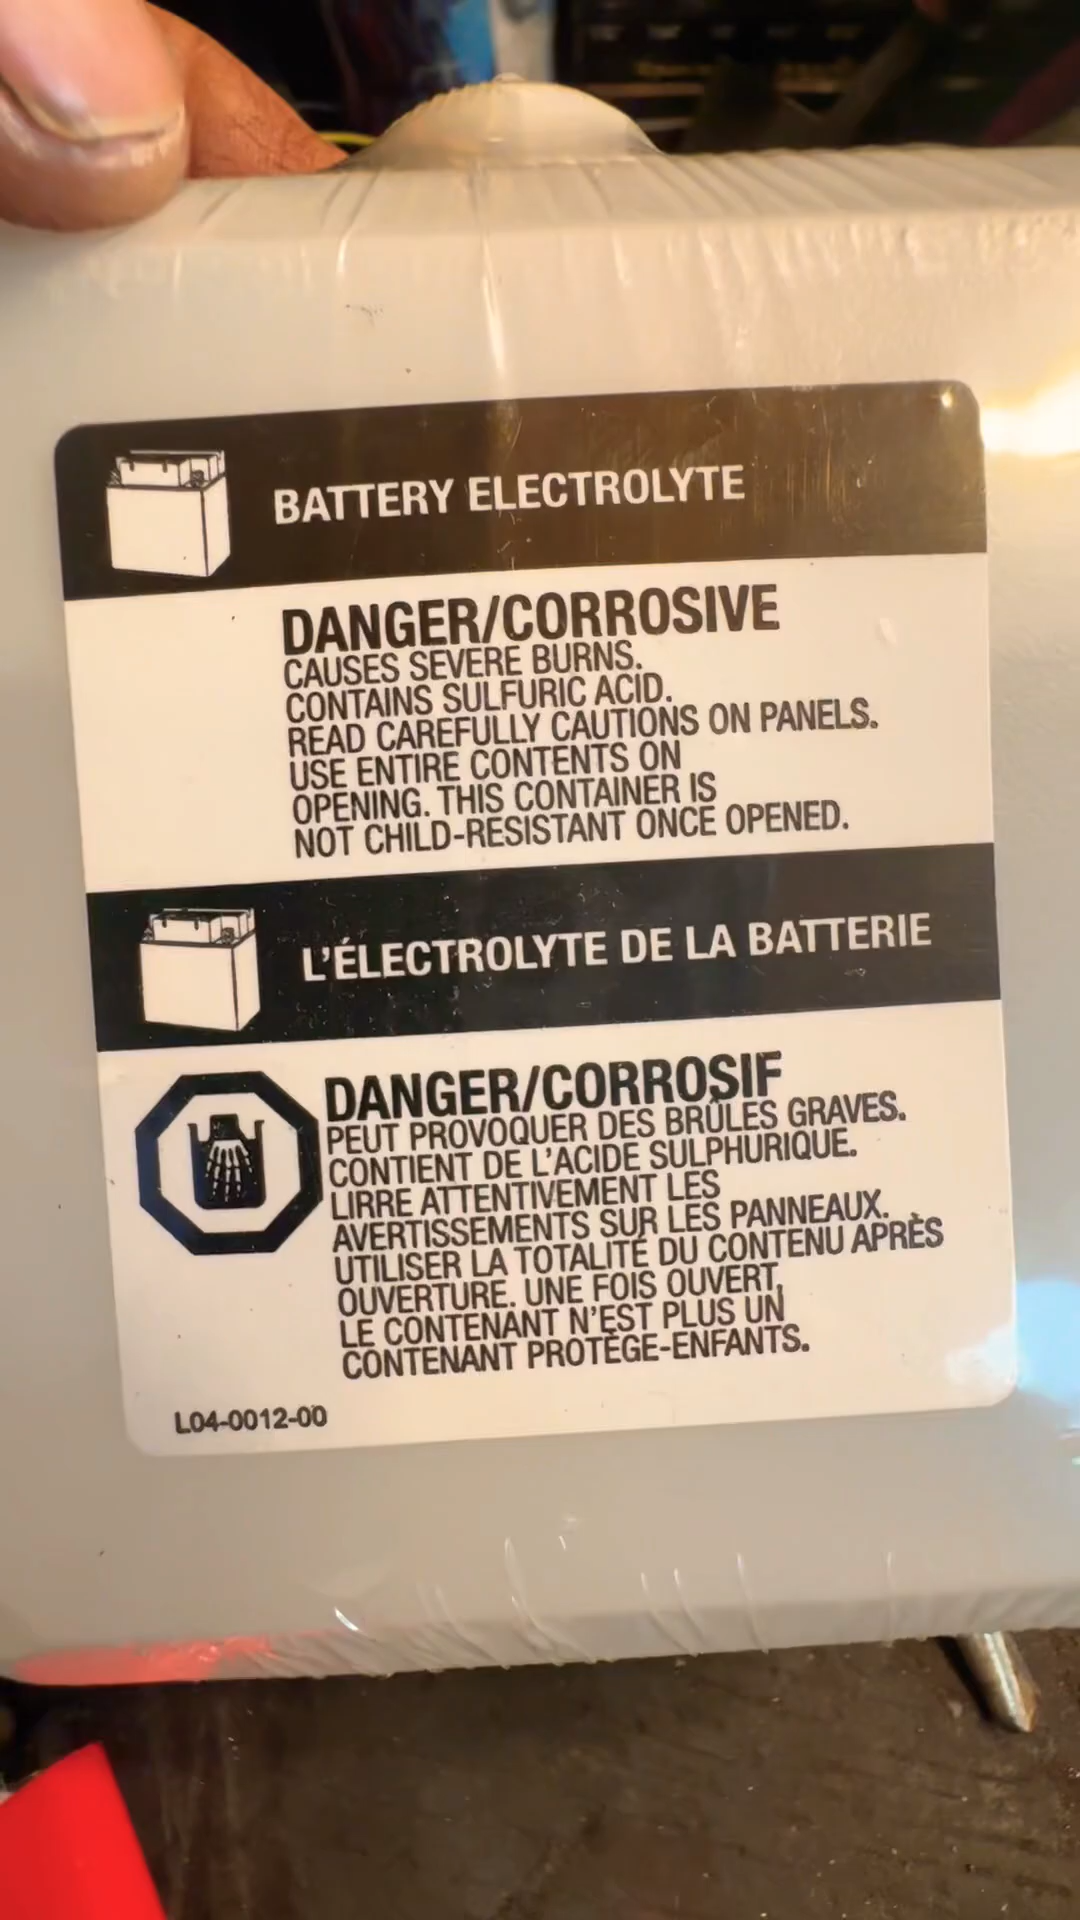 BATTERY ELECTROLYTE
DANGER/CORROSIVE
CAUSES SEVERE BURNS.
CONTAINS SULFURIC ACID.
READ CAREFULLY CAUTIONS ON PANELS.
USE ENTIRE CONTENTS ON
OPENING. THIS CONTAINER IS
NOT CHILD-RESISTANT ONCE OPENED.
L'ÉLECTROLYTE DE LA BATTERIE
DANGER/CORROSIF
PEUT PROVOQUER DES BRÛLES GRAVES.
CONTIENT DE L'ACIDE SULPHURIQUE.
LIRRE ATTENTIVEMENT LES
AVERTISSEMENTS SUR LES PANNEAUX.
UTILISER LA TOTALITÉ DU CONTENU APRÈS
OUVERTURE. UNE FOIS OUVERT,
LE CONTENANT N'EST PLUS UN
CONTENANT PROTÈGE-ENFANTS.
L04-0012-00